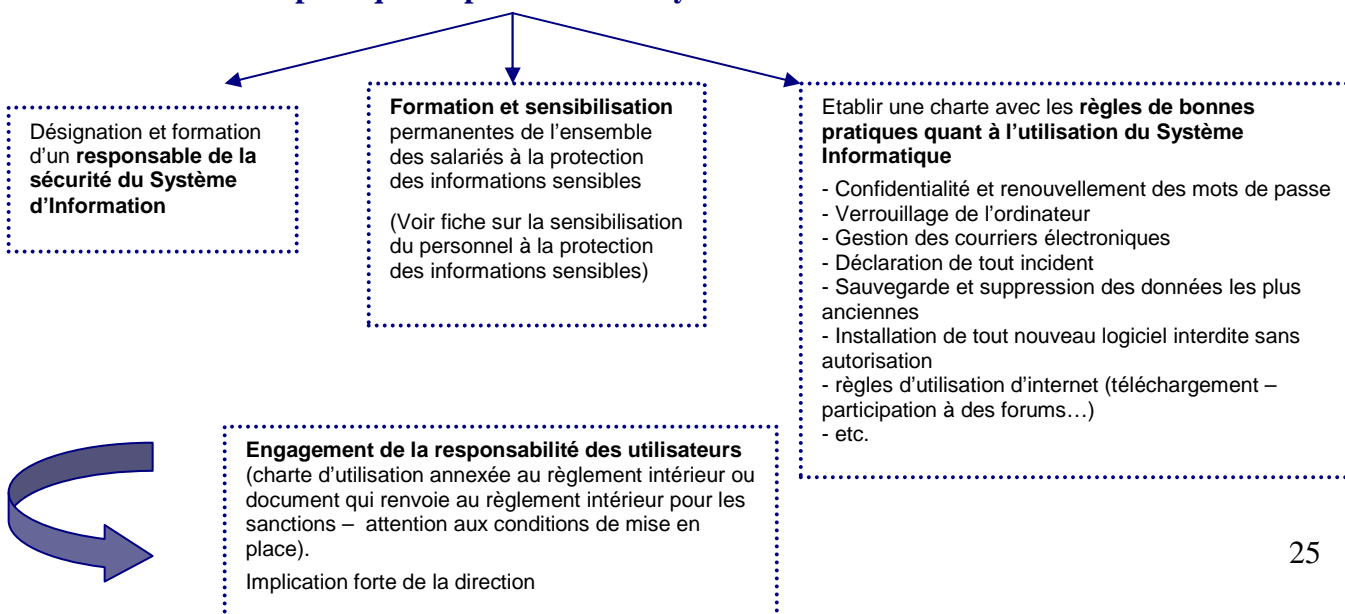 Désignation et formation
d'un responsable de la
sécurité du Système
d'Information
Formation et sensibilisation
permanentes de l'ensemble
des salariés à la protection
des informations sensibles
(Voir fiche sur la sensibilisation
du personnel à la protection
des informations sensibles)
Etablir une charte avec les règles de bonnes
pratiques quant à l'utilisation du Système
Informatique
- Confidentialité et renouvellement des mots de passe
- Verrouillage de l'ordinateur
- Gestion des courriers électroniques
- Déclaration de tout incident
- Sauvegarde et suppression des données les plus
anciennes
- Installation de tout nouveau logiciel interdite sans
autorisation
- règles d'utilisation d'internet (téléchargement –
participation à des forums…)
- etc.
Engagement de la responsabilité des utilisateurs
(charte d'utilisation annexée au règlement intérieur ou
document qui renvoie au règlement intérieur pour les
sanctions – attention aux conditions de mise en
place).
Implication forte de la direction
25